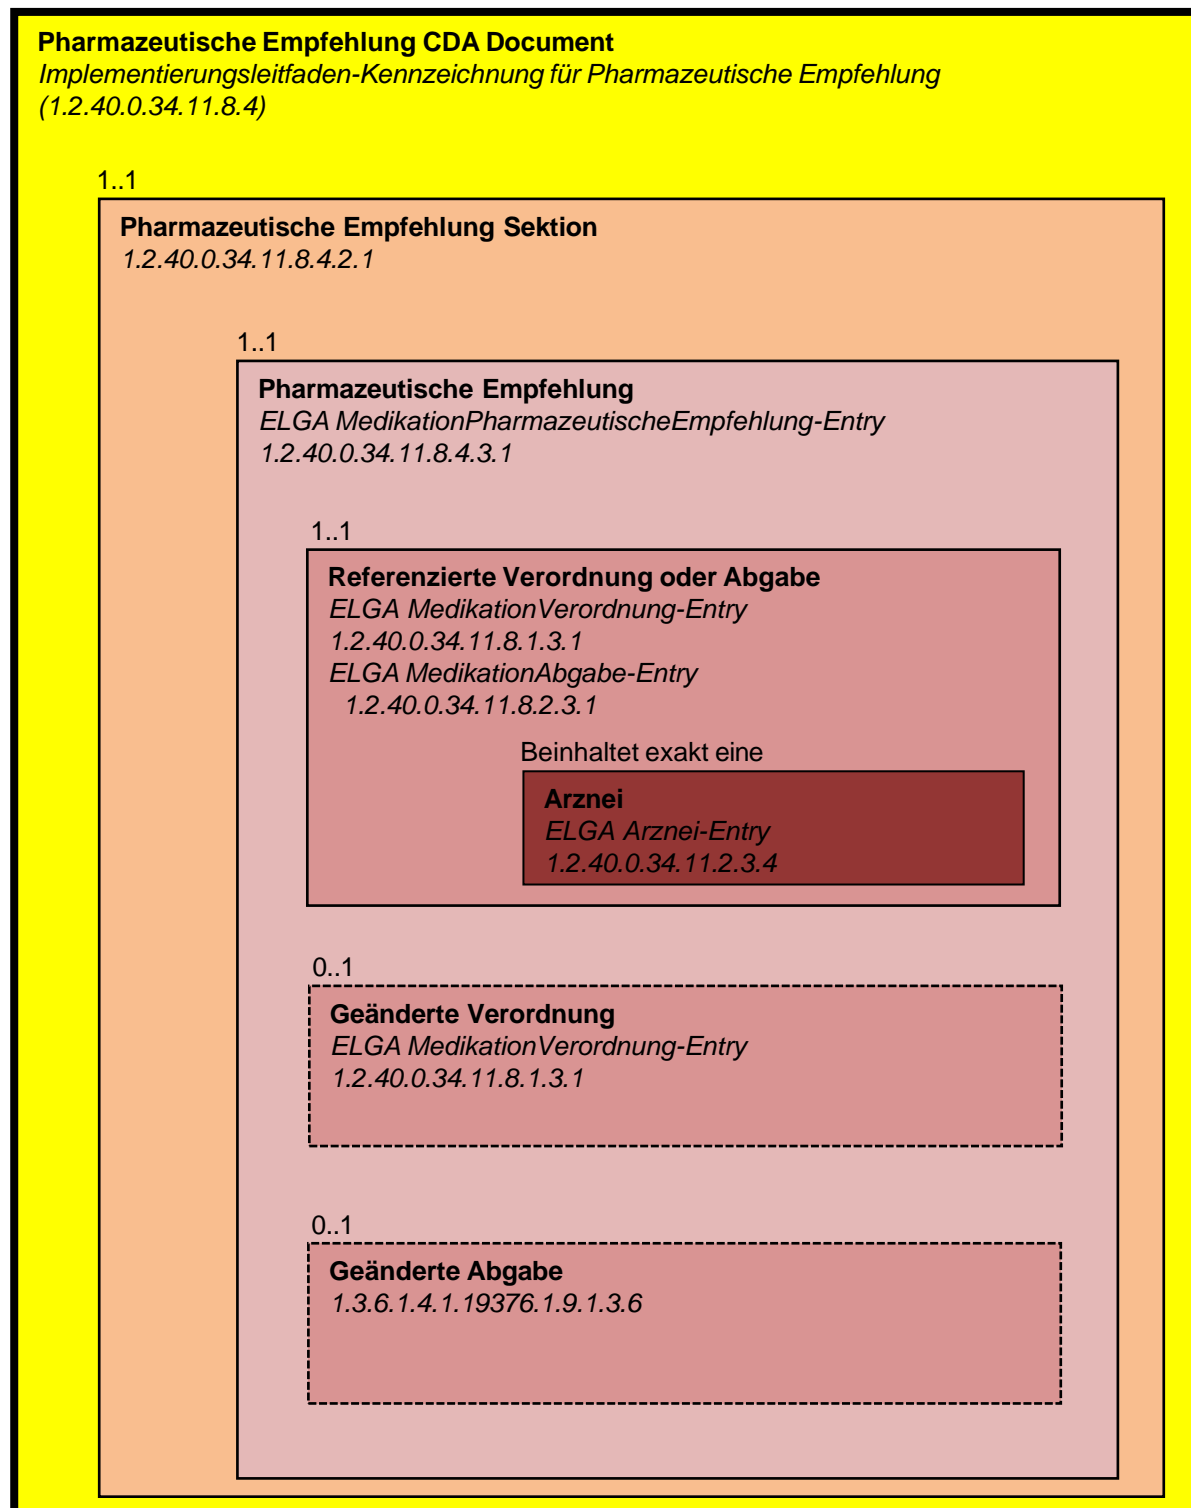 Pharmazeutische Empfehlung CDA Document
Implementierungsleitfaden-Kennzeichnung für Pharmazeutische Empfehlung
(1.2.40.0.34.11.8.4)
1..1
Pharmazeutische Empfehlung Sektion
1.2.40.0.34.11.8.4.2.1
1..1
Pharmazeutische Empfehlung
ELGA MedikationPharmazeutischeEmpfehlung-Entry
1.2.40.0.34.11.8.4.3.1
1..1
Referenzierte Verordnung oder Abgabe
ELGA MedikationVerordnung-Entry
1.2.40.0.34.11.8.1.3.1
ELGA MedikationAbgabe-Entry
1.2.40.0.34.11.8.2.3.1
Beinhaltet exakt eine
Arznei
ELGA Arznei-Entry
1.2.40.0.34.11.2.3.4
0..1
Geänderte Verordnung
ELGA MedikationVerordnung-Entry
1.2.40.0.34.11.8.1.3.1
0..1
Geänderte Abgabe
1.3.6.1.4.1.19376.1.9.1.3.6